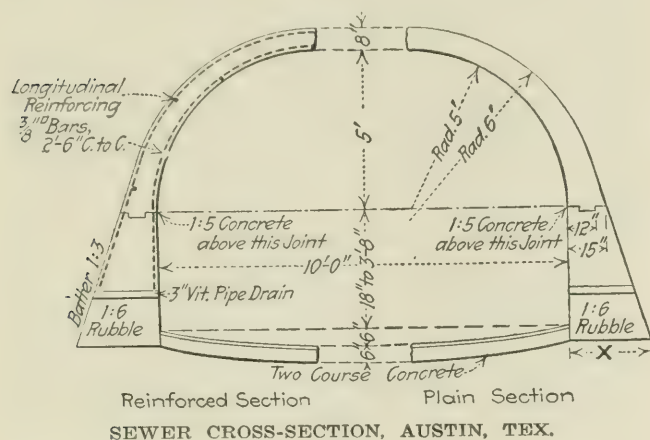 8"
Longitudinal
Reinforcing
3/8"□ Bars,
2'-6" C. to C.
5'
Rad. 5'
Rad. 6'
1:5 Concrete
above this Joint
1:5 Concrete
above this Joint
12"
15"
10'-0"
18" to 3'-8"
Batter 1:3
3" Vit. Pipe Drain
1:6
Rubble
1:6
Rubble
6" 6"
X
Two Course Concrete
Reinforced Section
Plain Section
SEWER CROSS-SECTION, AUSTIN, TEX.